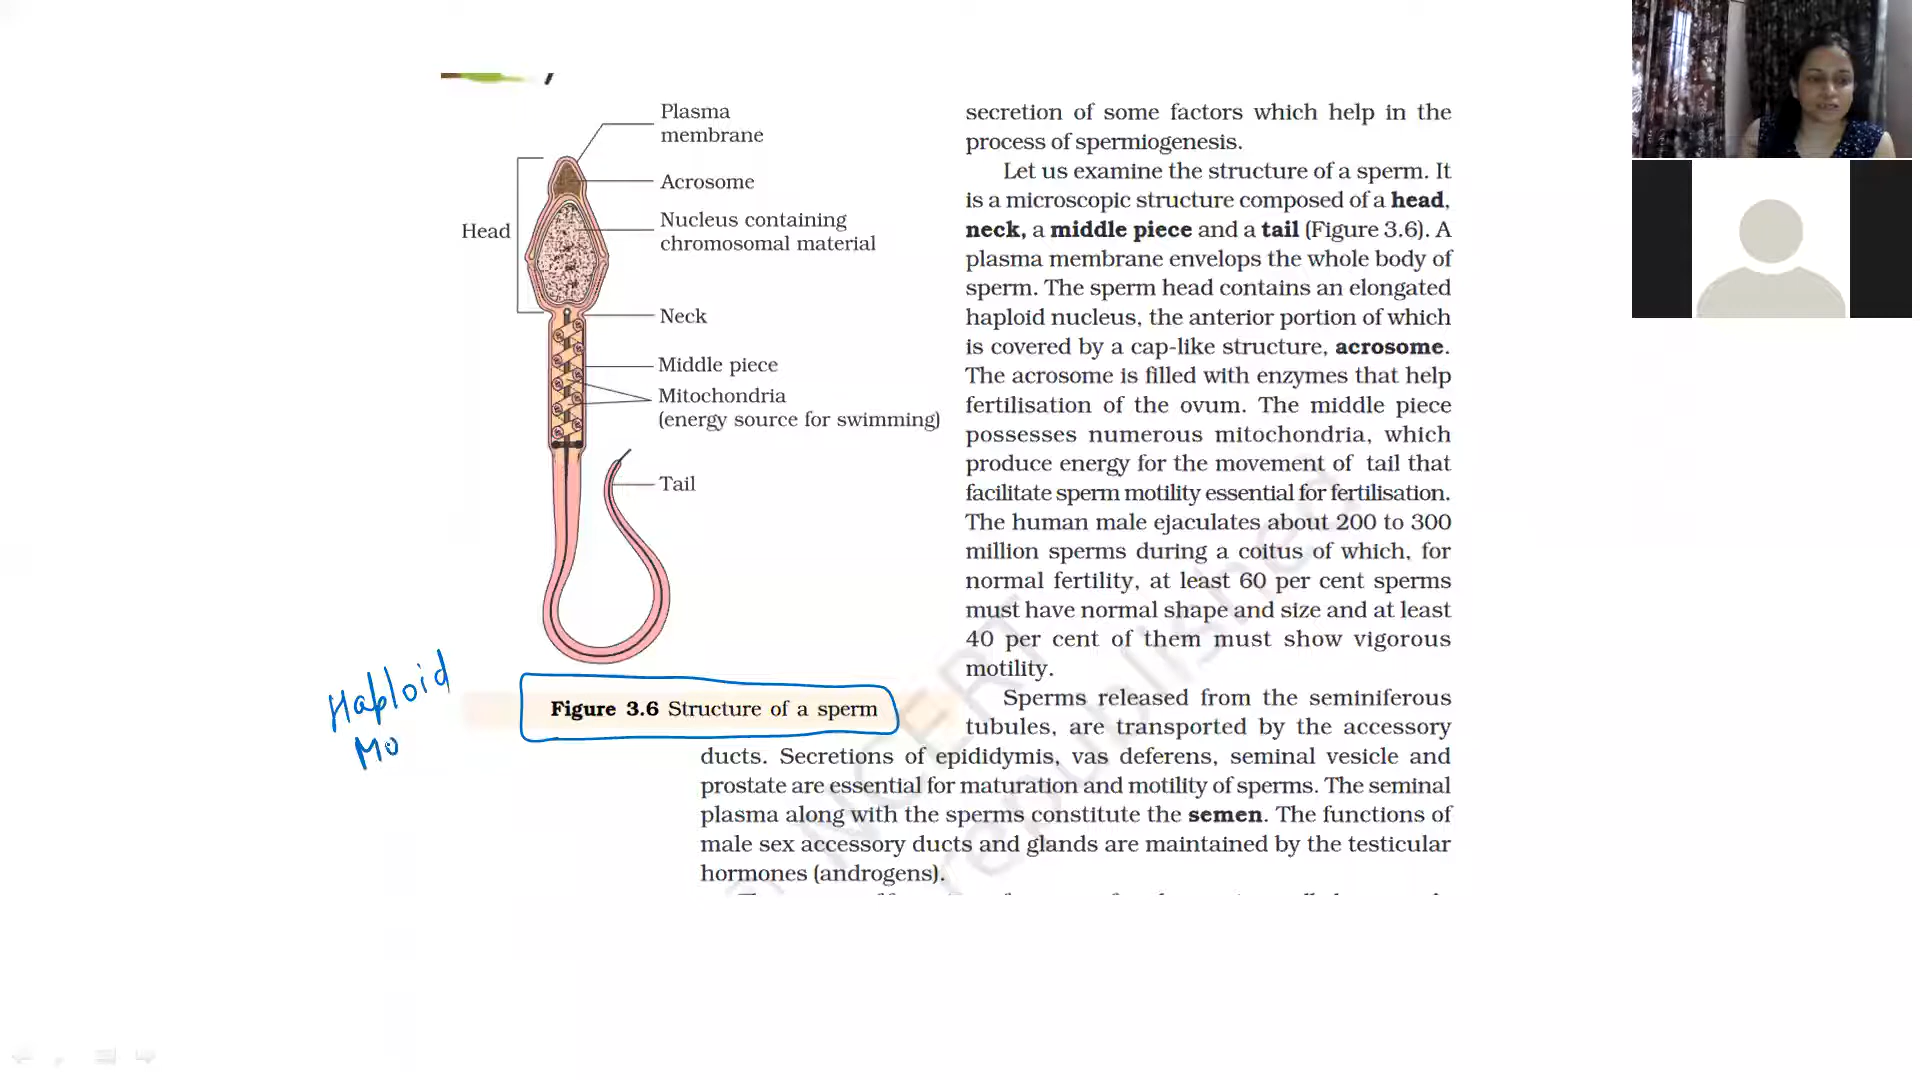 Plasma
membrane
Acrosome
Nucleus containing
chromosomal material
Head
Neck
Middle piece
Mitochondria
(energy source for swimming)
Tail
Haploid
Mo
Figure 3.6 Structure of a sperm
secretion of some factors which help in the
process of spermiogenesis.
Let us examine the structure of a sperm. It
is a microscopic structure composed of a head,
neck, a middle piece and a tail (Figure 3.6). A
plasma membrane envelops the whole body of
sperm. The sperm head contains an elongated
haploid nucleus, the anterior portion of which
is covered by a cap-like structure, acrosome.
The acrosome is filled with enzymes that help
fertilisation of the ovum. The middle piece
possesses numerous mitochondria, which
produce energy for the movement of tail that
facilitate sperm motility essential for fertilisation.
The human male ejaculates about 200 to 300
million sperms during a coitus of which, for
normal fertility, at least 60 per cent sperms
must have normal shape and size and at least
40 per cent of them must show vigorous
motility.
Sperms released from the seminiferous
tubules, are transported by the accessory
ducts. Secretions of epididymis, vas deferens, seminal vesicle and
prostate are essential for maturation and motility of sperms. The seminal
plasma along with the sperms constitute the semen. The functions of
male sex accessory ducts and glands are maintained by the testicular
hormones (androgens).
NCERT
republished